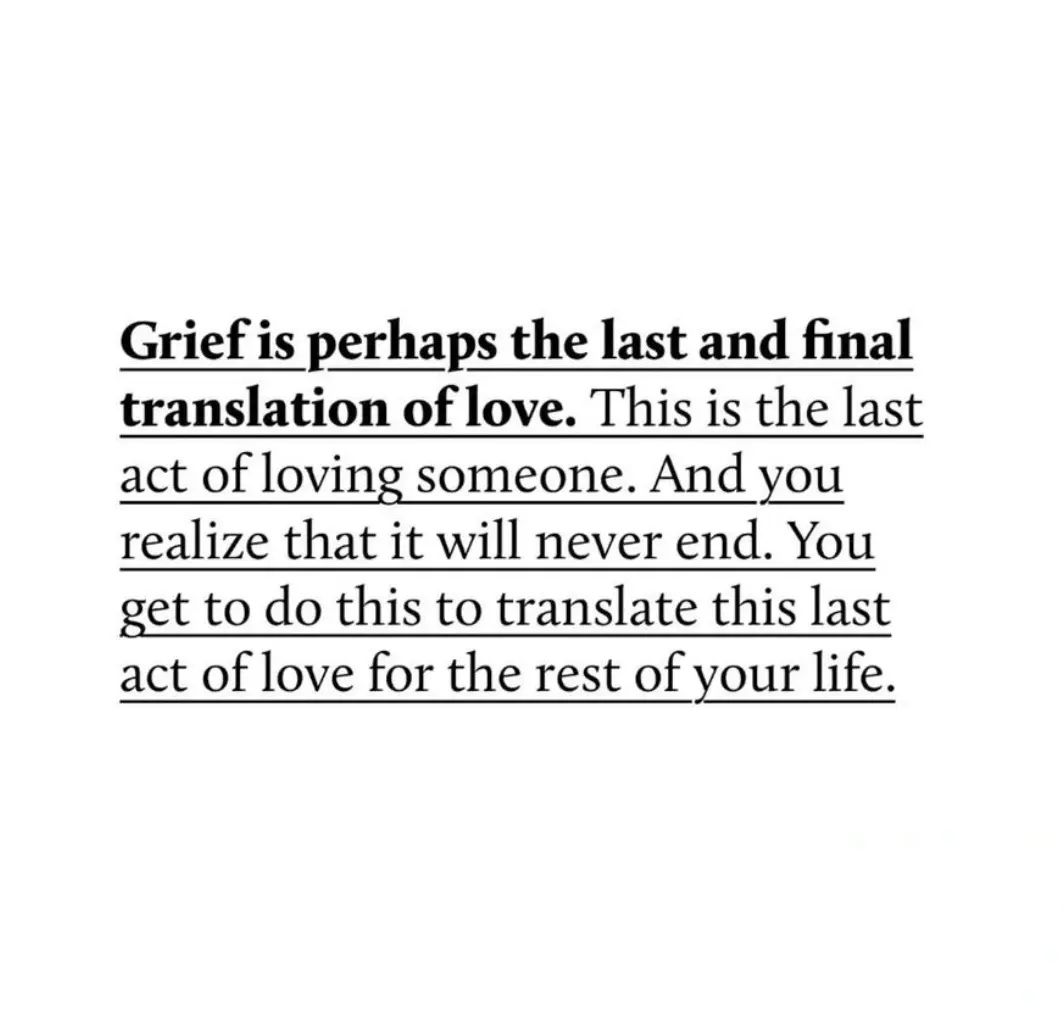 Grief is perhaps the last and final
translation of love. This is the last
act of loving someone. And you
realize that it will never end. You
get to do this to translate this last
act of love for the rest of your life.